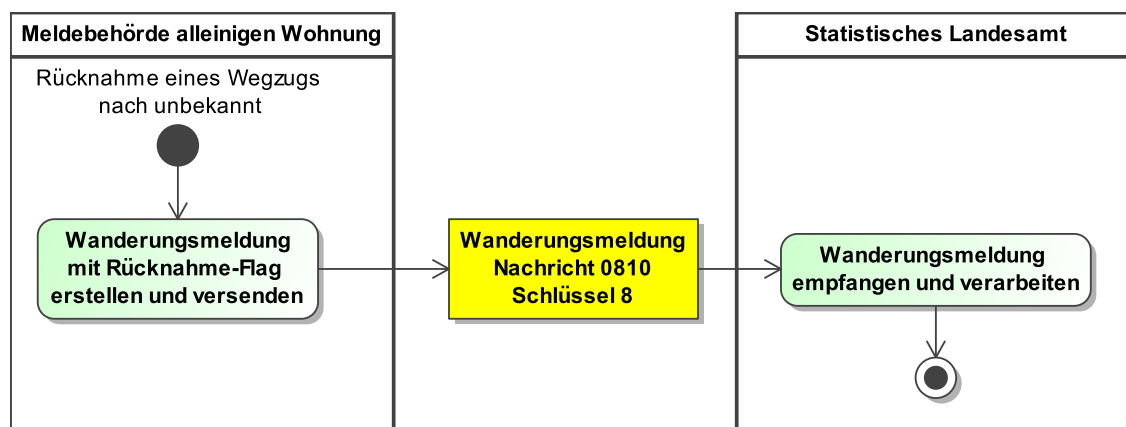 Meldebehörde alleinigen Wohnung
Statistisches Landesamt
Rücknahme eines Wegzugs
nach unbekannt
Wanderungsmeldung
mit Rücknahme-Flag
erstellen und versenden
Wanderungsmeldung
Nachricht 0810
Schlüssel 8
Wanderungsmeldung
empfangen und verarbeiten